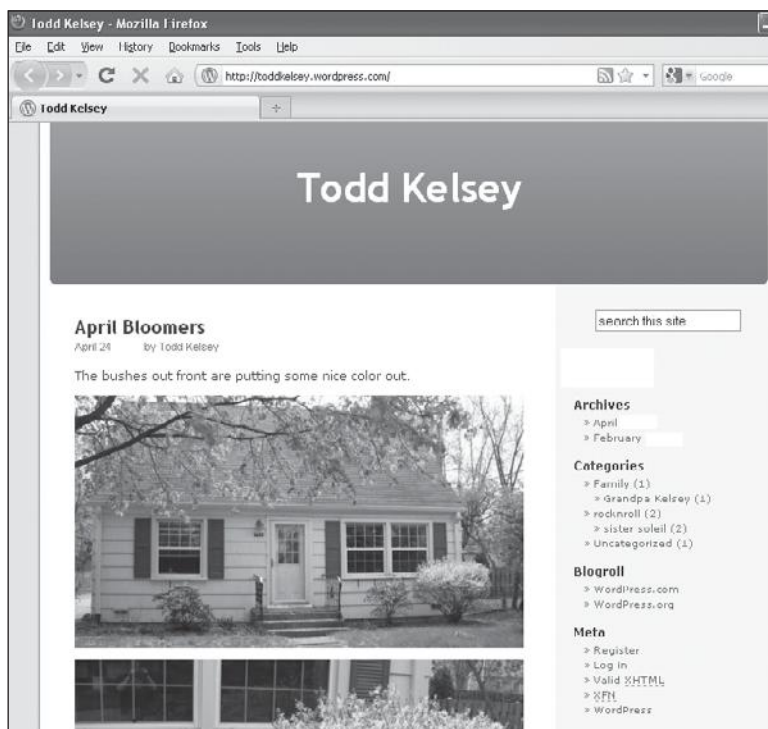 Todd Kelsey - Mozilla Firefox
File Edit View History Bookmarks Tools Help
http://toddkelsey.wordpress.com/
Google
Todd Kelsey
Todd Kelsey
April Bloomers
April 24 by Todd Kelsey
The bushes out front are putting some nice color out.
search this site
Archives
» April
» February
Categories
» Family (1)
» Grandpa Kelsey (1)
» rocknroll (2)
» sister soleil (2)
» Uncategorized (1)
Blogroll
» WordPress.com
» WordPress.org
Meta
» Register
» Log in
» Valid XHTML
» XFN
» WordPress